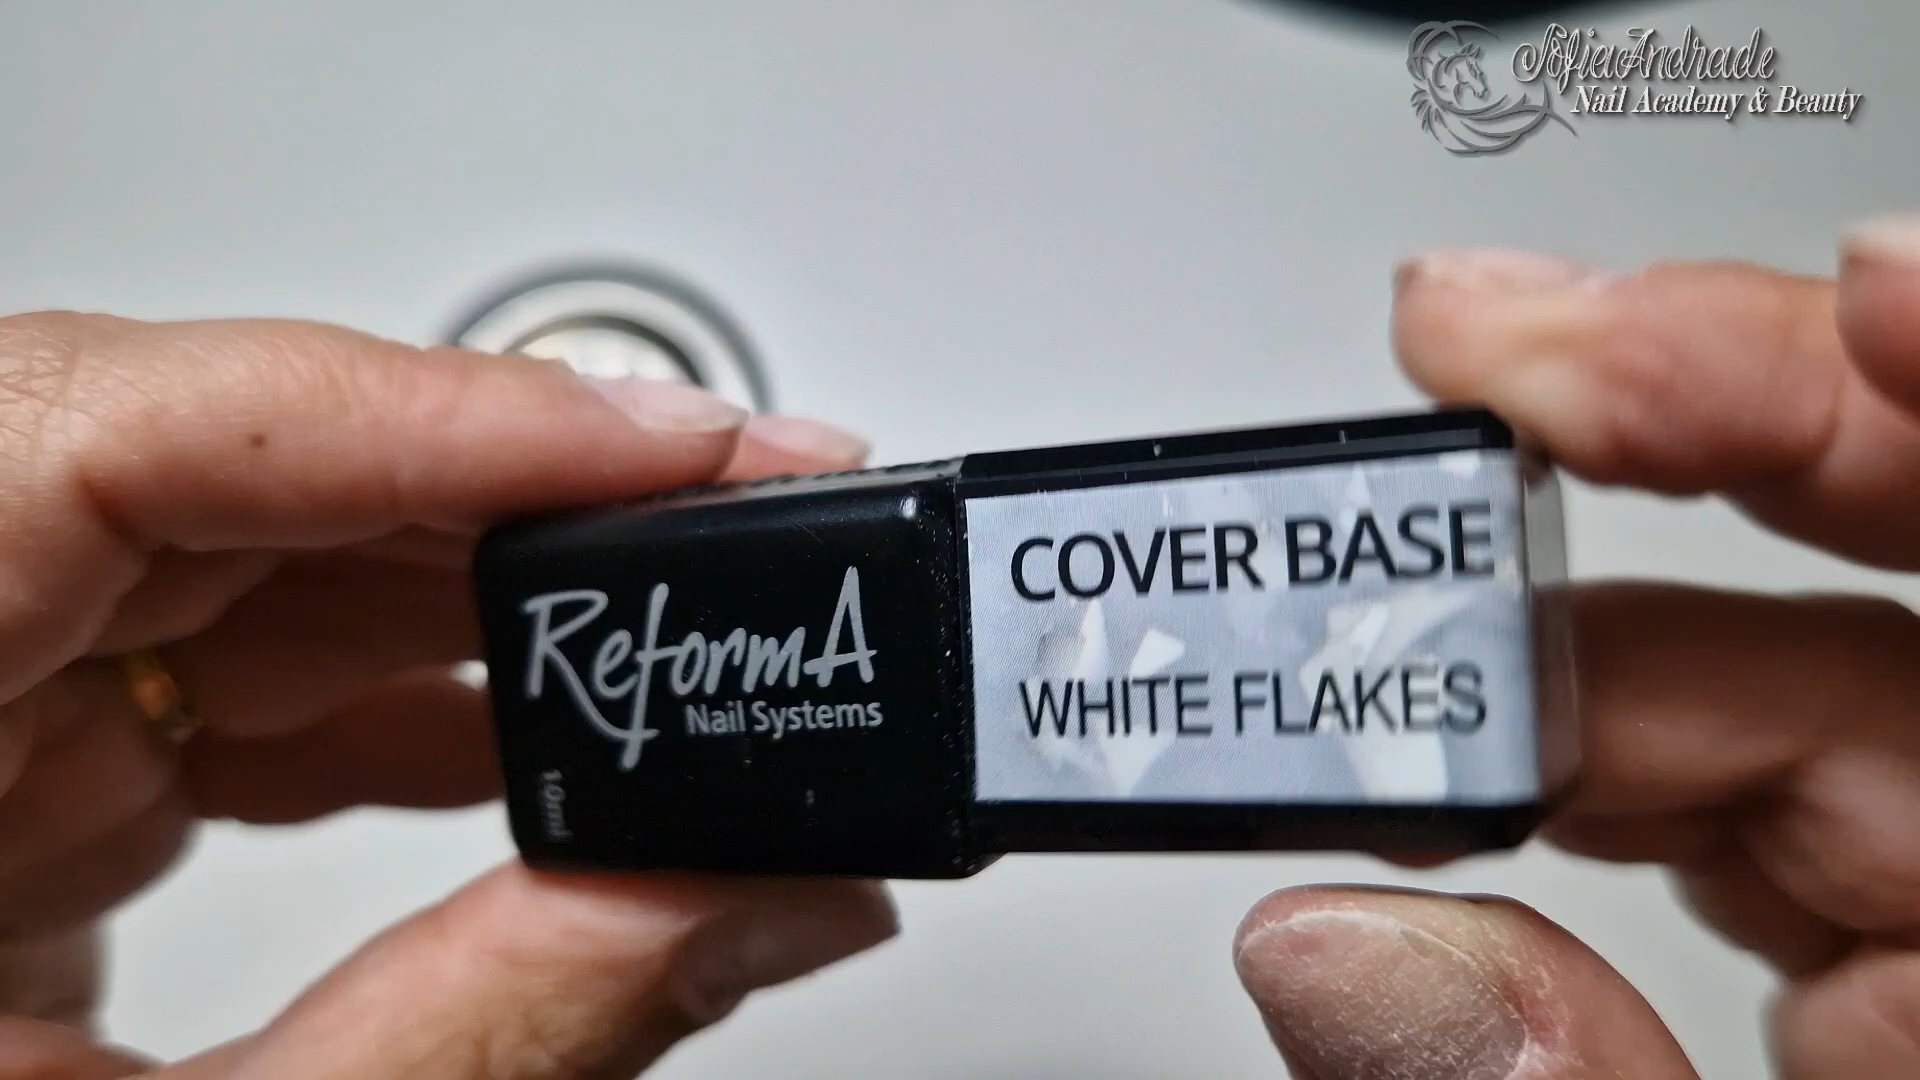 SofiaAndrade
Nail Academy & Beauty
COVER BASE
ReformA
WHITE FLAKES
Nail Systems
10ml